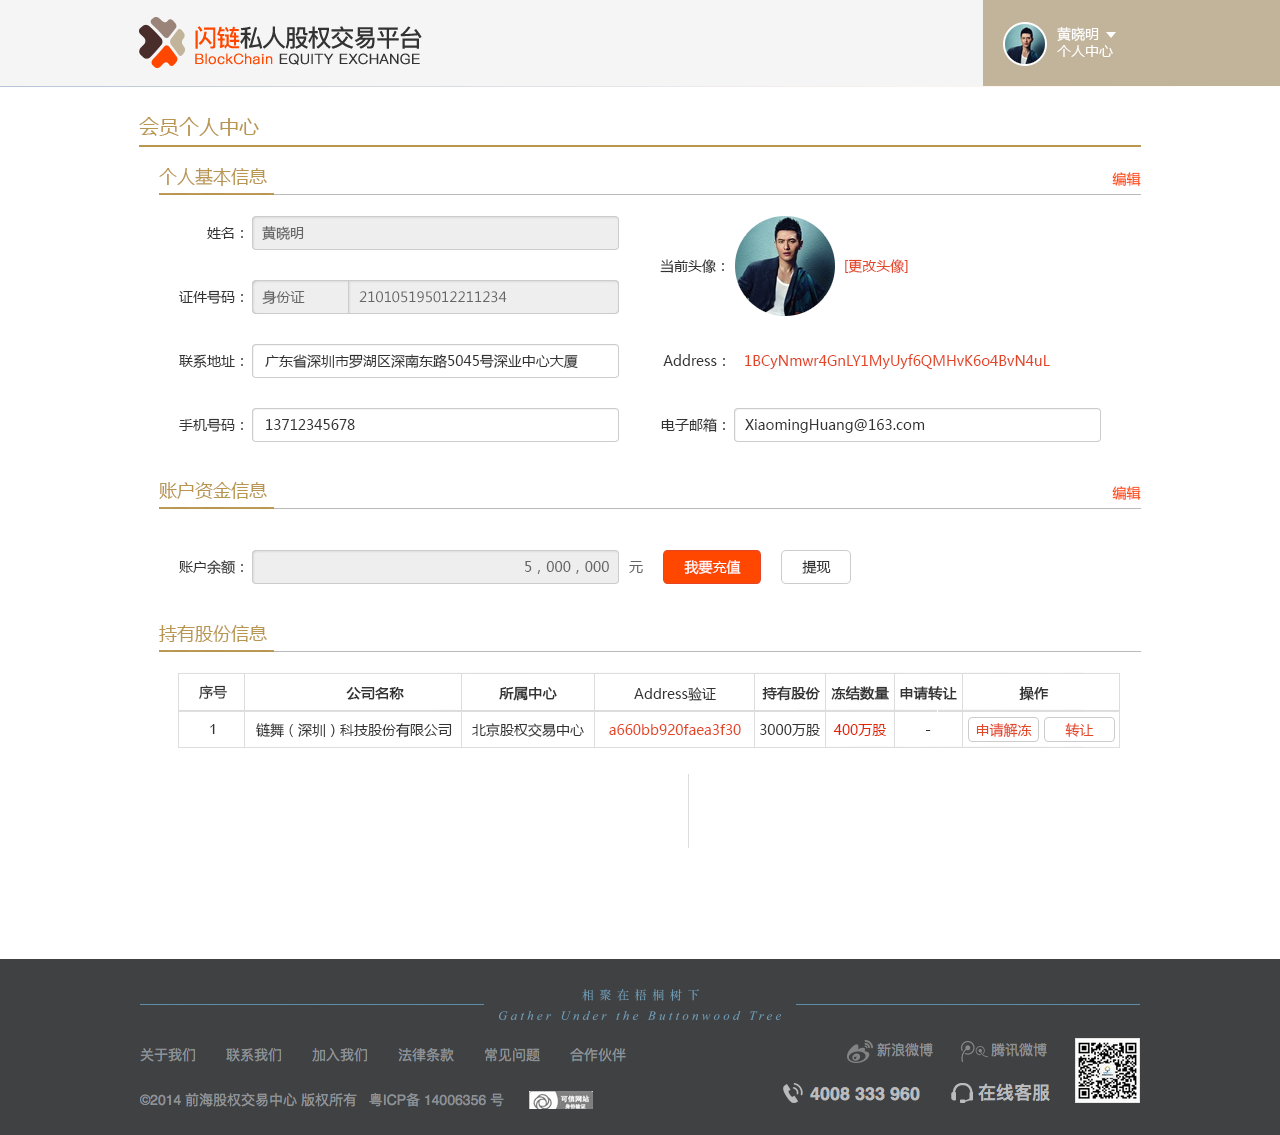 闪链私人股权交易平台
BlockChain EQUITY EXCHANGE
黄晓明
个人中心
会员个人中心
个人基本信息
编辑
姓名：
黄晓明
当前头像：
[更改头像]
证件号码：
身份证
210105195012211234
联系地址：
广东省深圳市罗湖区深南东路5045号深业中心大厦
Address：
1BCyNmwr4GnLY1MyUyf6QMHvK6o4BvN4uL
手机号码：
13712345678
电子邮箱：
XiaomingHuang@163.com
账户资金信息
编辑
账户余额：
5，000，000
元
我要充值
提现
持有股份信息
序号 公司名称 所属中心 Address验证 持有股份 冻结数量 申请转让 操作
1 链舞（深圳）科技股份有限公司 北京股权交易中心 a660bb920faea3f30 3000万股 400万股 - 申请解冻 转让
相聚在梧桐树下
Gather Under the Buttonwood Tree
关于我们 联系我们 加入我们 法律条款 常见问题 合作伙伴
新浪微博 腾讯微博
4008 333 960 在线客服
©2014 前海股权交易中心 版权所有 粤ICP备 14006356 号
可信网站
身份验证